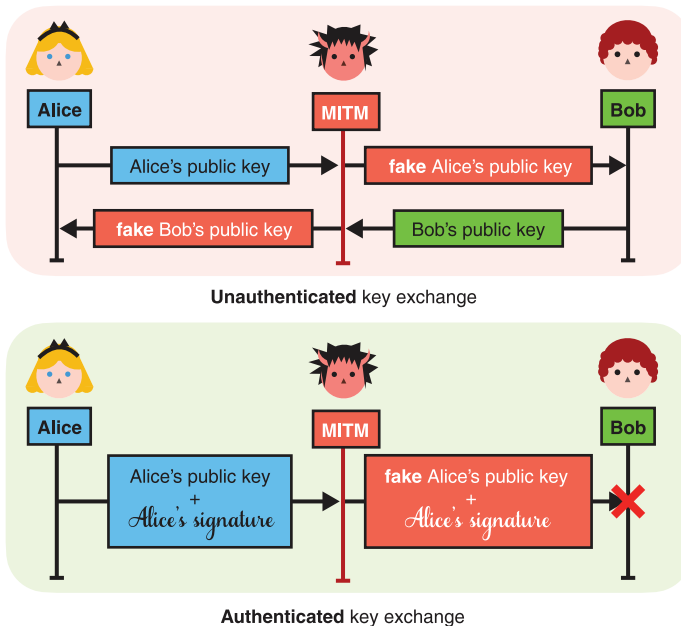 Alice
MITM
Bob
Alice's public key
fake Alice's public key
fake Bob's public key
Bob's public key
Unauthenticated key exchange
Alice
MITM
Bob
Alice's public key
+
Alice's signature
fake Alice's public key
+
Alice's signature
Authenticated key exchange